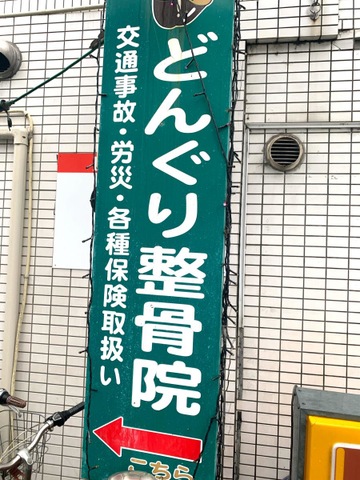 どんぐり整骨院
交通事故・労災・各種保険取扱い
こちら